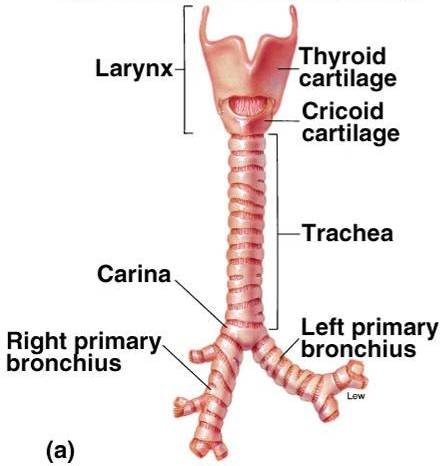 Larynx
Thyroid
cartilage
Cricoid
cartilage
Trachea
Carina
Left primary
bronchius
Right primary
bronchius
Lew
(a)